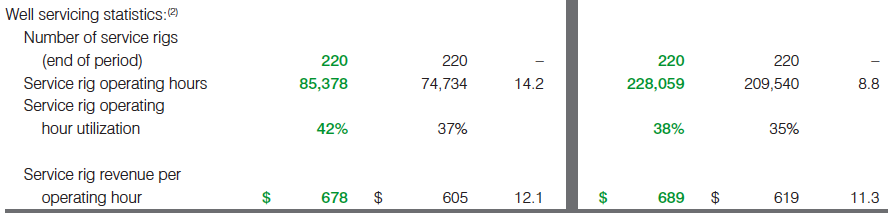 Well servicing statistics:(2)
Number of service rigs
(end of period) 220 220 – 220 220 –
Service rig operating hours 85,378 74,734 14.2 228,059 209,540 8.8
Service rig operating
hour utilization 42% 37% 38% 35%
Service rig revenue per
operating hour $ 678 $ 605 12.1 $ 689 $ 619 11.3